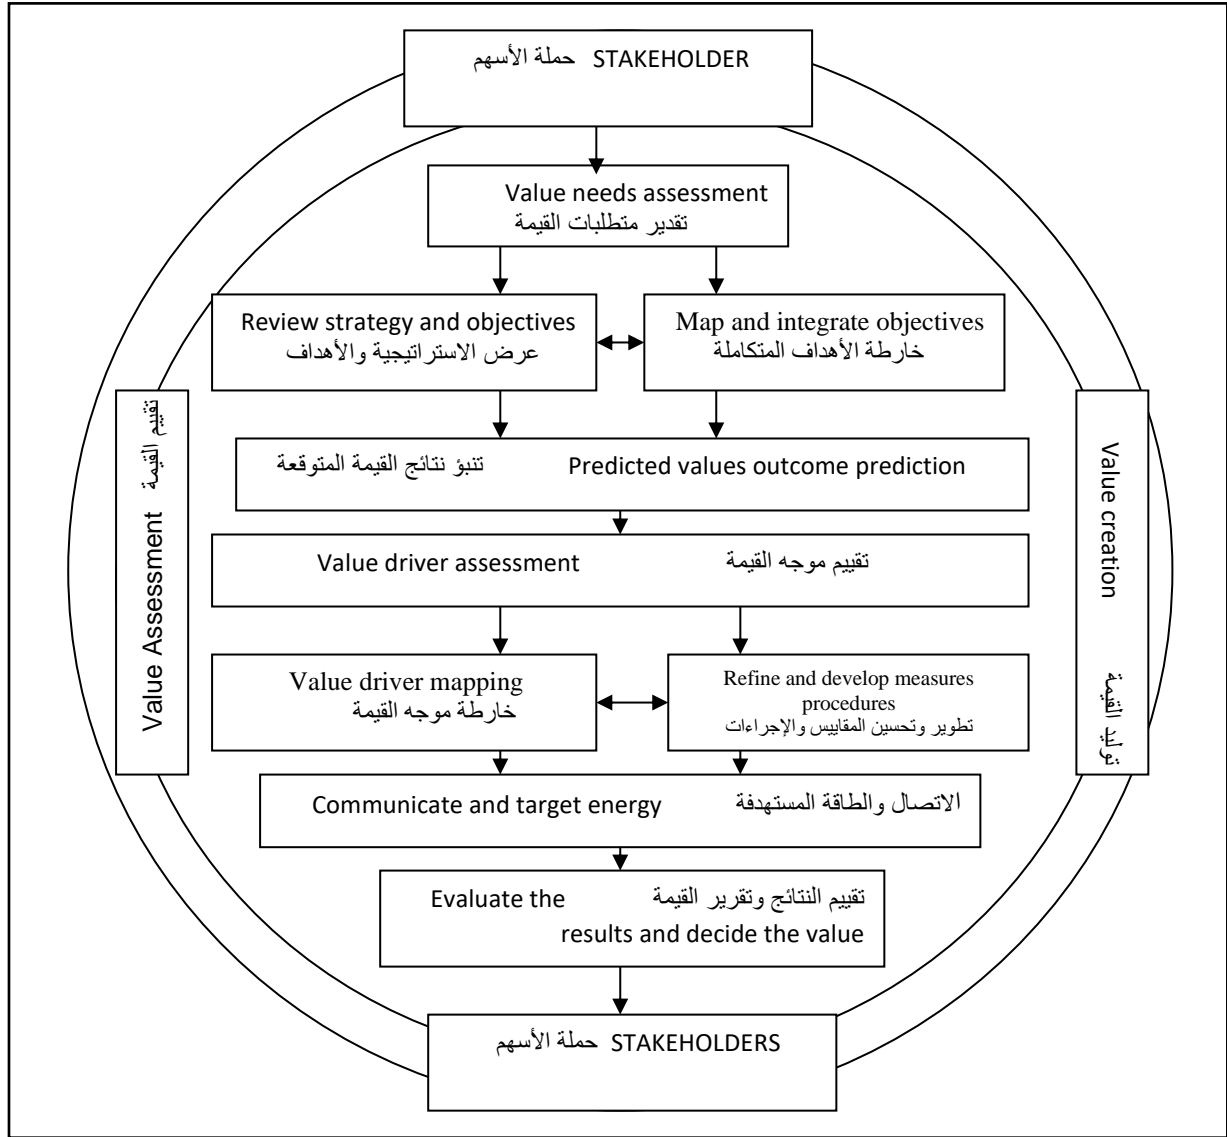 حملة الأسهم STAKEHOLDER
Value needs assessment
تقدير متطلبات القيمة
Review strategy and objectives
عرض الاستراتيجية والأهداف
Map and integrate objectives
خارطة الأهداف المتكاملة
تقييم القيمة Value Assessment
Value creation توليد القيمة
تنبؤ نتائج القيمة المتوقعة Predicted values outcome prediction
Value driver assessment تقييم موجه القيمة
Value driver mapping
خارطة موجه القيمة
Refine and develop measures
procedures
تطوير وتحسين المقاييس والإجراءات
Communicate and target energy الاتصال والطاقة المستهدفة
Evaluate the تقييم النتائج وتقرير القيمة
results and decide the value
حملة الأسهم STAKEHOLDERS